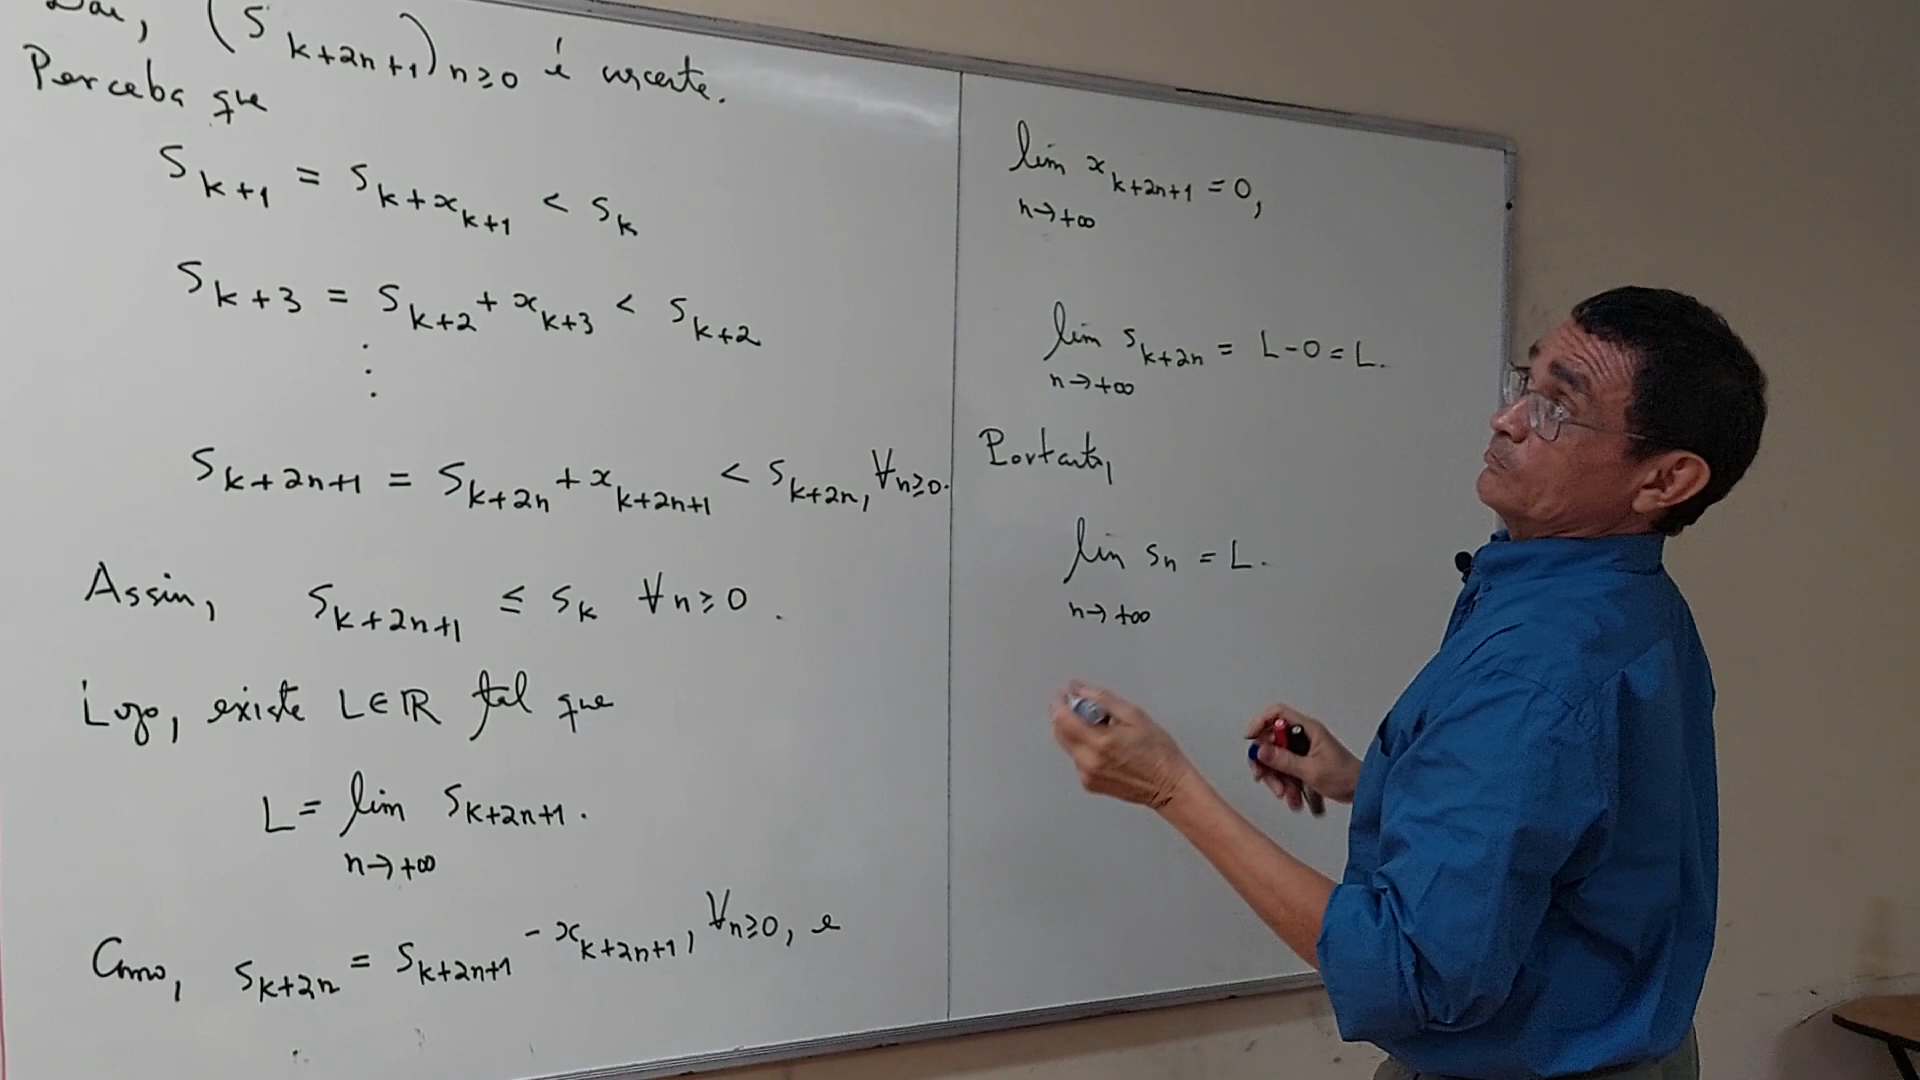 Daí, (S_{k+2n+1})_{n≥0} é crescente.
Perceba que
S_{k+1} = S_{k} + x_{k+1} < S_k
S_{k+3} = S_{k+2} + x_{k+3} < S_{k+2}
⋮
S_{k+2n+1} = S_{k+2n} + x_{k+2n+1} < S_{k+2n}, ∀n≥0.
Assim, S_{k+2n+1} ≤ S_k ∀n≥0.
Logo, existe L∈ℝ tal que
L = lim S_{k+2n+1}.
n→+∞
Como, S_{k+2n} = S_{k+2n+1} - x_{k+2n+1}, ∀n≥0, e
lim x_{k+2n+1} = 0,
n→+∞
lim S_{k+2n} = L-0 = L.
n→+∞
Portanto,
lim S_n = L.
n→+∞